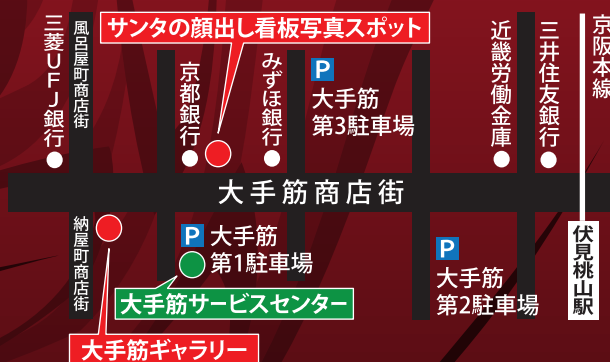 サンタの顔出し看板写真スポット
三菱UFJ銀行
風呂屋町商店街
京都銀行
みずほ銀行
P
大手筋
第3駐車場
近畿労働金庫
三井住友銀行
京阪本線
大手筋商店街
納屋町商店街
P 大手筋
第1駐車場
P
大手筋
第2駐車場
伏見桃山駅
大手筋サービスセンター
大手筋ギャラリー